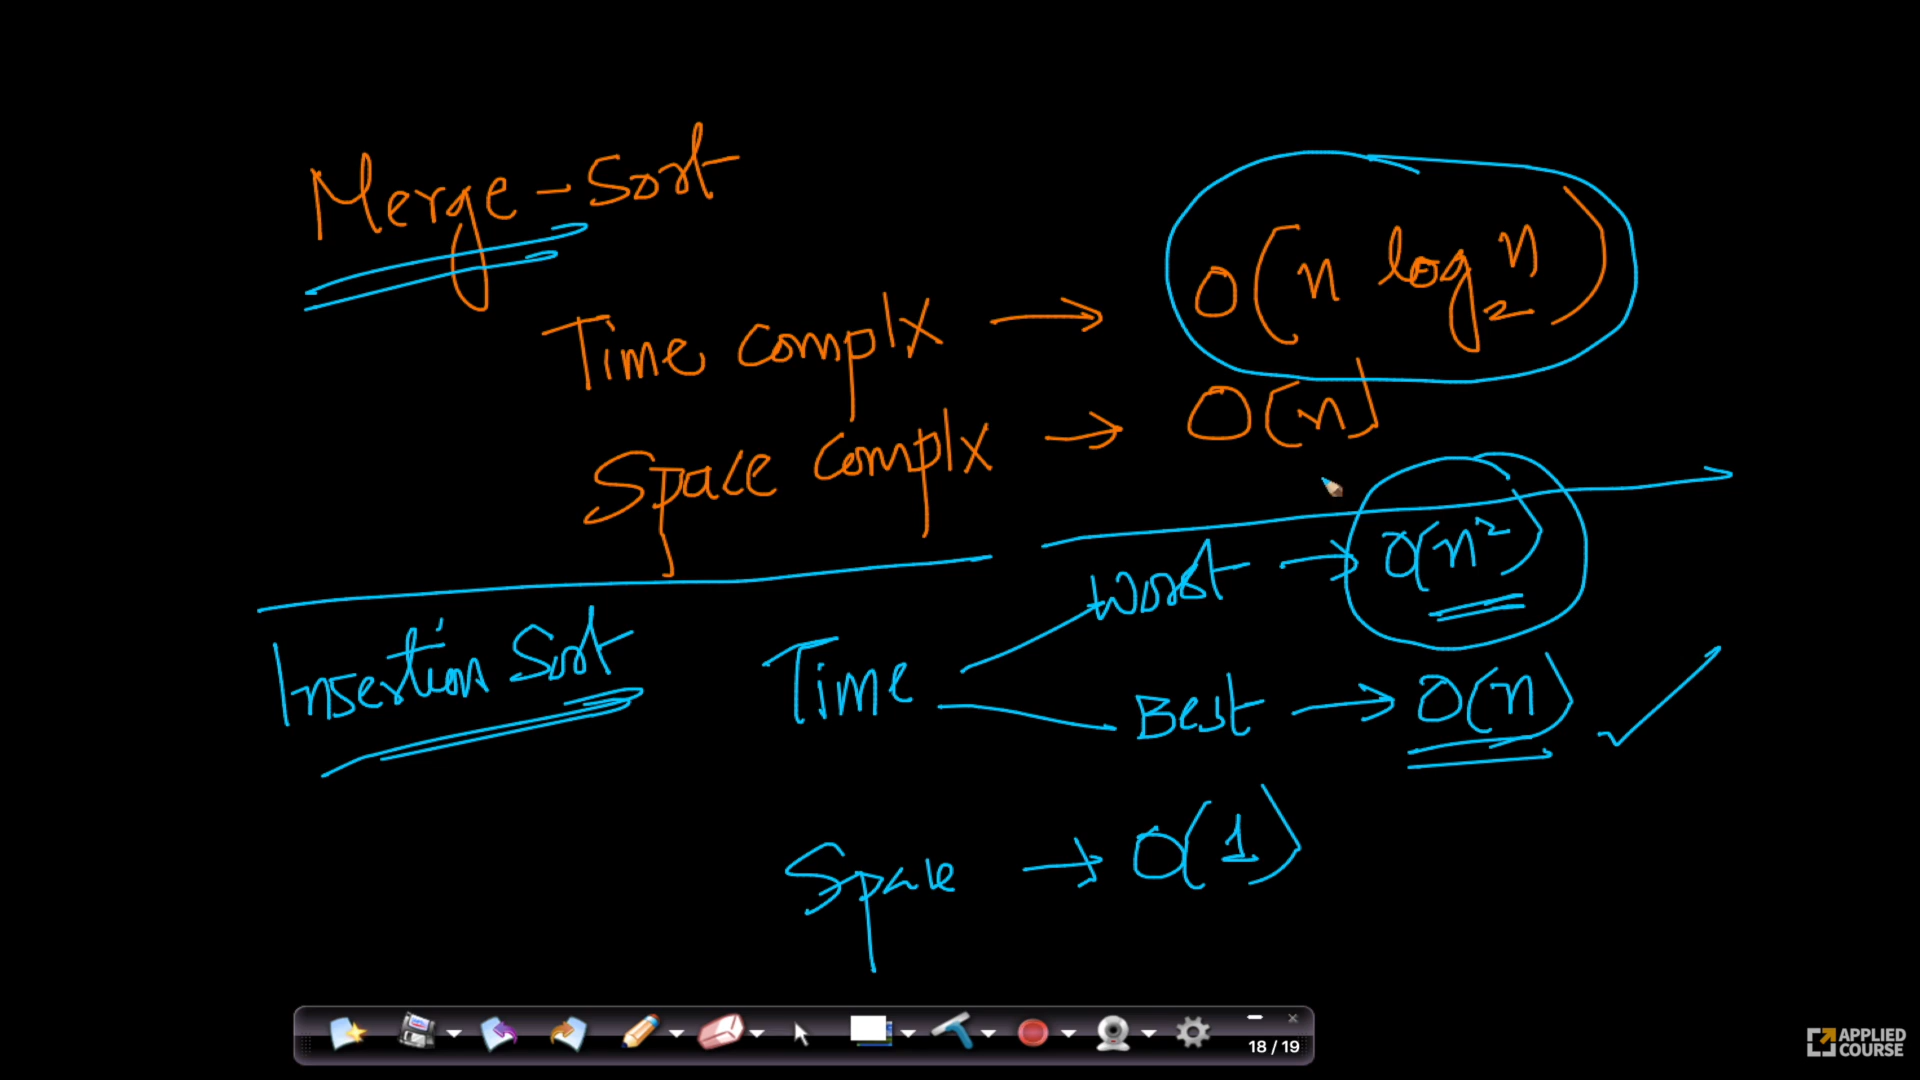 Merge-Sort
Time complx → O(n log₂ n)
Space complx → O(n)
Insertion Sort
Time
Worst → O(n²)
Best → O(n) ✓
Space → O(1)
18 / 19
APPLIED
COURSE